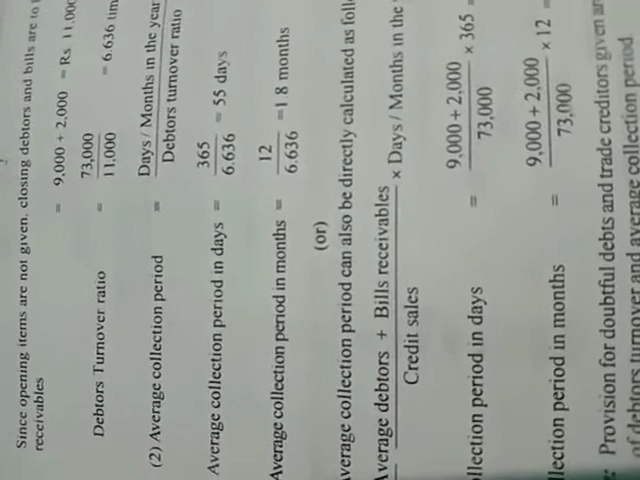 Since opening items are not given, closing debtors and bills are to
receivables
= 9,000 + 2,000 = Rs 11,000
Debtors Turnover ratio = 73,000 / 11,000 = 6.636
(2) Average collection period = Days / Months in the year / Debtors turnover ratio
Average collection period in days = 365 / 6.636 = 55 days
Average collection period in months = 12 / 6.636 = 1 8 months
(or)
verage collection period can also be directly calculated as
verage debtors + Bills receivables / Credit sales × Days / Months in the
llection period in days = 9,000 + 2,000 / 73,000 × 365 =
llection period in months = 9,000 + 2,000 / 73,000 × 12 =
: Provision for doubtful debts and trade creditors given
of debtors turnover and average collection period.